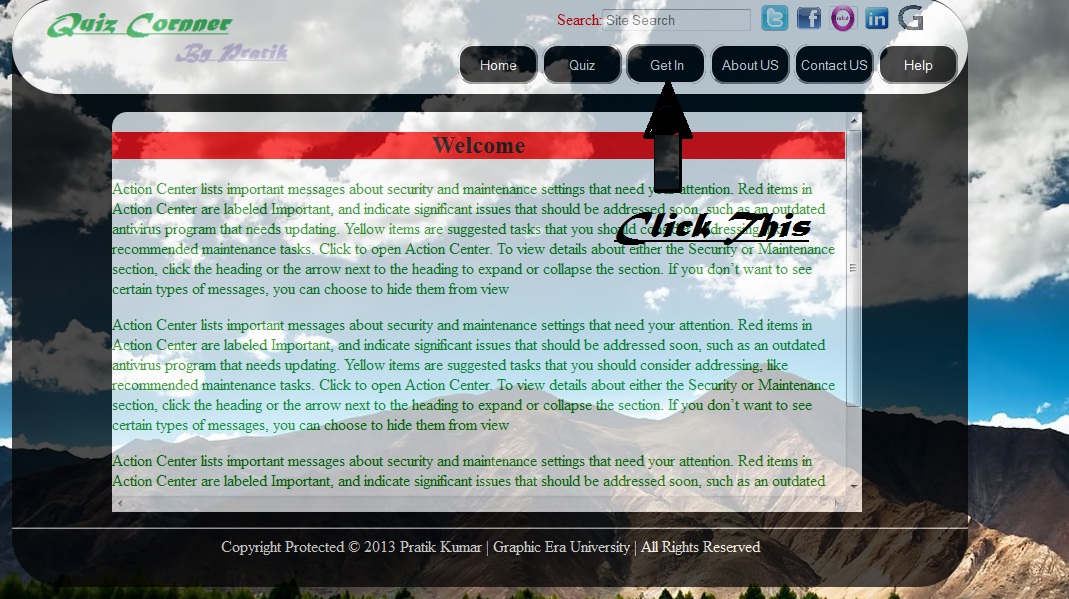 Quiz Cornner
By Pratik
Search: Site Search
Home Quiz Get In About US Contact US Help
Welcome
Action Center lists important messages about security and maintenance settings that need your attention. Red items in
Action Center are labeled Important, and indicate significant issues that should be addressed soon, such as an outdated
antivirus program that needs updating. Yellow items are suggested tasks that you should consider addressing, like
recommended maintenance tasks. Click to open Action Center. To view details about either the Security or Maintenance
section, click the heading or the arrow next to the heading to expand or collapse the section. If you don’t want to see
certain types of messages, you can choose to hide them from view
Click This
Action Center lists important messages about security and maintenance settings that need your attention. Red items in
Action Center are labeled Important, and indicate significant issues that should be addressed soon, such as an outdated
antivirus program that needs updating. Yellow items are suggested tasks that you should consider addressing, like
recommended maintenance tasks. Click to open Action Center. To view details about either the Security or Maintenance
section, click the heading or the arrow next to the heading to expand or collapse the section. If you don’t want to see
certain types of messages, you can choose to hide them from view
Action Center lists important messages about security and maintenance settings that need your attention. Red items in
Action Center are labeled Important, and indicate significant issues that should be addressed soon, such as an outdated
Copyright Protected © 2013 Pratik Kumar | Graphic Era University | All Rights Reserved